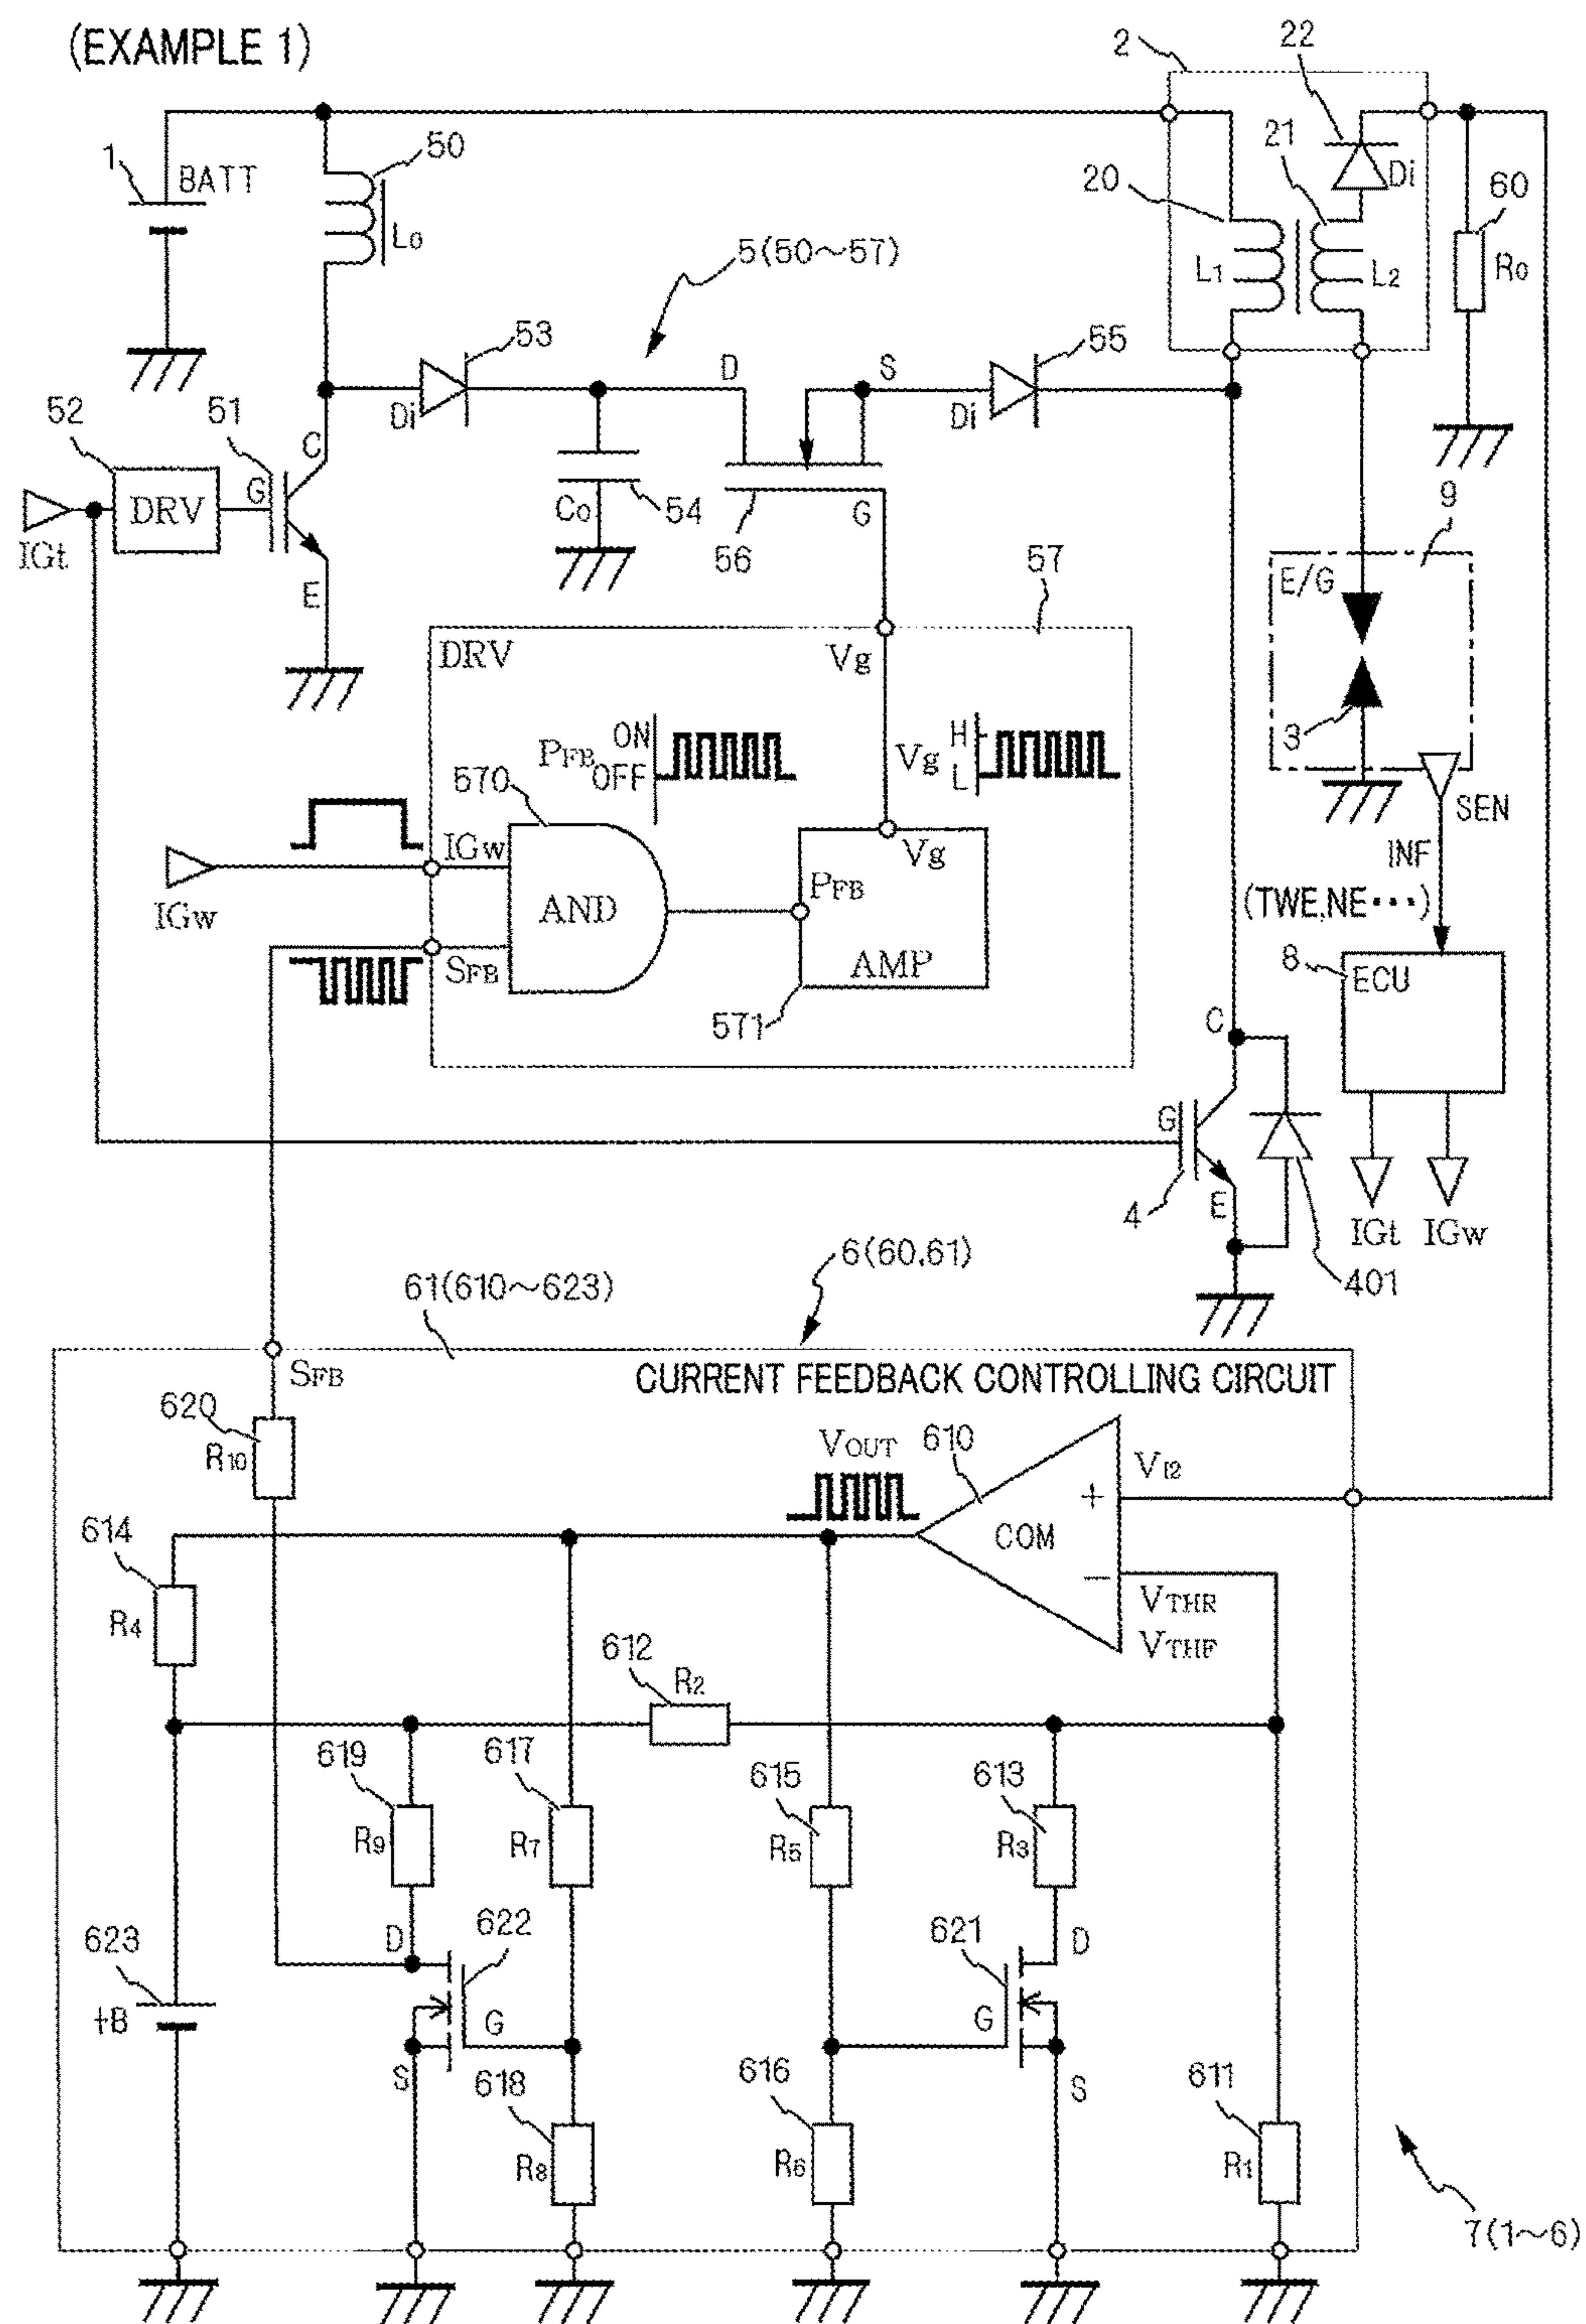 (EXAMPLE 1)
2
22
1
BATT
50
L0
20
21
Di
60
L1
L2
R0
5(50~57)
53
Di
D
S
55
Di
52
51
C
G
DRV
IGt
E
C0
54
56
G
9
E/G
3
SEN
INF
(TWE,NE···)
8
ECU
IGt
IGw
57
DRV
Vg
PFB
ON
OFF
Vg
H
L
570
IGw
IGw
AND
SFB
PFB
Vg
AMP
571
C
G
4
E
401
6(60,61)
61(610~623)
SFB
CURRENT FEEDBACK CONTROLLING CIRCUIT
620
R10
VOUT
610
VI2
+
COM
−
VTHR
VTHF
614
R4
612
R2
619
R9
617
R7
615
R5
613
R3
623
+B
D
622
G
S
621
D
G
S
618
R8
616
R6
611
R1
7(1~6)